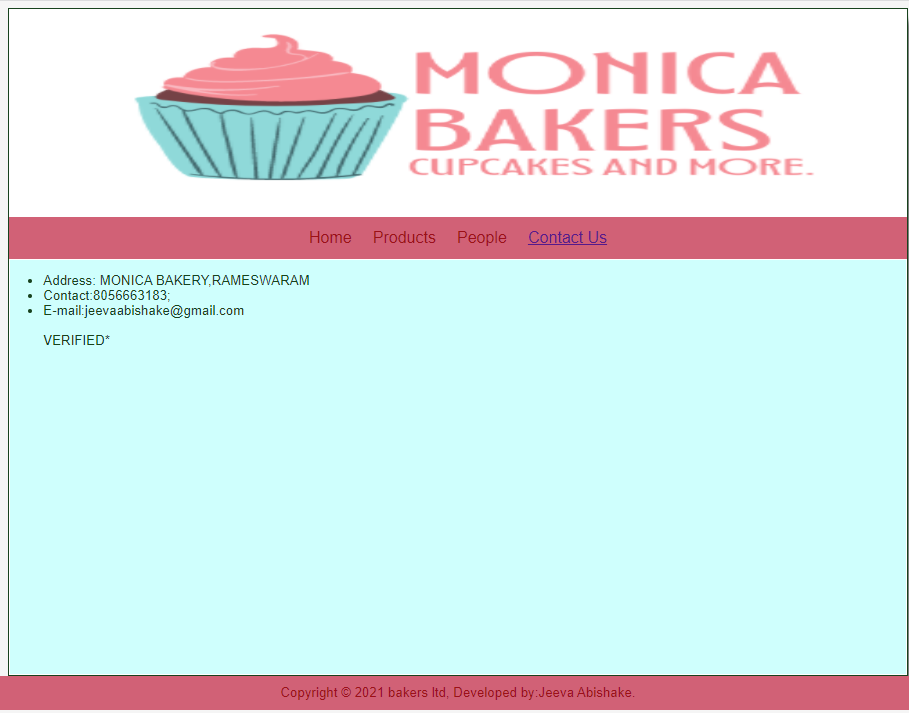 MONICA
BAKERS
CUPCAKES AND MORE.
Home Products People Contact Us
Address: MONICA BAKERY,RAMESWARAM
Contact:8056663183;
E-mail:jeevaabishake@gmail.com
VERIFIED*
Copyright © 2021 bakers ltd, Developed by:Jeeva Abishake.